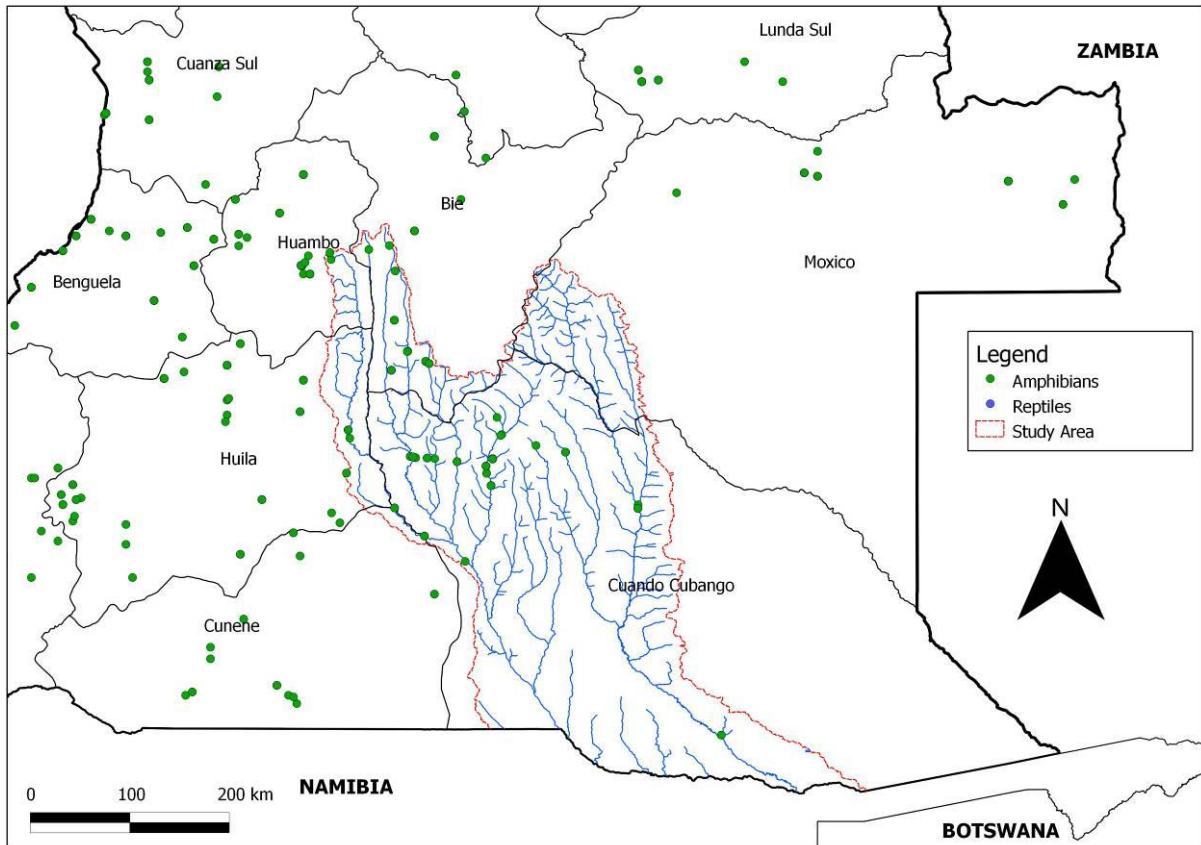 Lunda Sul
ZAMBIA
Cuanza Sul
Bie
Huambo
Moxico
Benguela
Legend
Amphibians
Reptiles
Study Area
Huila
N
Cuando Cubango
Cunene
0 100 200 km
NAMIBIA
BOTSWANA